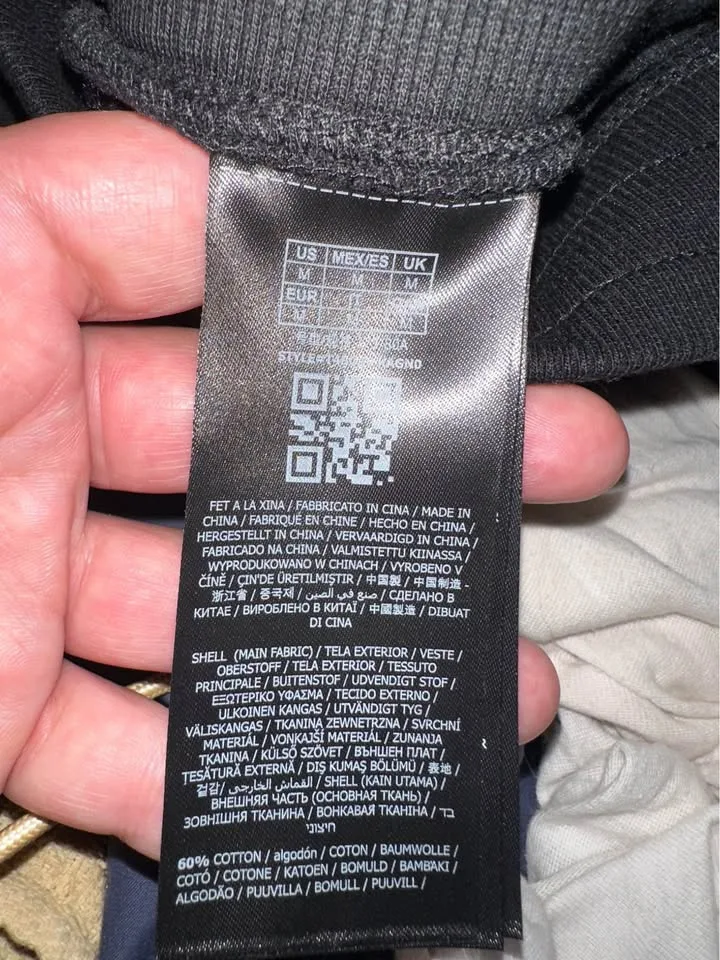 US MEX/ES UK
M M M
EUR IT
M M M
STYLE
FET A LA XINA / FABBRICATO IN CINA / MADE IN
CHINA / FABRIQUÉ EN CHINE / HECHO EN CHINA /
HERGESTELLT IN CHINA / VERVAARDIGD IN CHINA /
FABRICADO NA CHINA / VALMISTETTU KIINASSA /
WYPRODUKOWANO W CHINACH / VYROBENO V
ČÍNĚ / ÇİN'DE ÜRETİLMİŞTİR / 中国製 / 中国制造 -
浙江省 / 중국제 / صنع في الصين / СДЕЛАНО В
КИТАЕ / ВИРОБЛЕНО В КИТАЇ / 中國製造 / DIBUAT
DI CINA
SHELL (MAIN FABRIC) / TELA EXTERIOR / VESTE /
OBERSTOFF / TELA EXTERIOR / TESSUTO
PRINCIPALE / BUITENSTOF / UDVENDIGT STOF /
ΕΞΩΤΕΡΙΚΟ ΥΦΑΣΜΑ / TECIDO EXTERNO /
ULKOINEN KANGAS / UTVÄNDIGT TYG /
VÄLISKANGAS / TKANINA ZEWNĘTRZNA / SVRCHNÍ
MATERIÁL / VONKAJŠÍ MATERIÁL / ZUNANJA
TKANINA / KÜLSŐ SZÖVET / ВЪНШЕН ПЛАТ /
ȚESĂTURĂ EXTERNĂ / DIŞ KUMAŞ BÖLÜMÜ / 表地 /
겉감 / القماش الخارجي / SHELL (KAIN UTAMA) /
ВНЕШНЯЯ ЧАСТЬ (ОСНОВНАЯ ТКАНЬ) /
ЗОВНІШНЯ ТКАНИНА / ВОНКАВАЯ ТКАНІНА / בד
חיצוני
60% COTTON / algodón / COTON / BAUMWOLLE /
COTÓ / COTONE / KATOEN / BOMULD / ΒΑΜΒΑΚΙ /
ALGODÃO / PUUVILLA / BOMULL / PUUVILL /